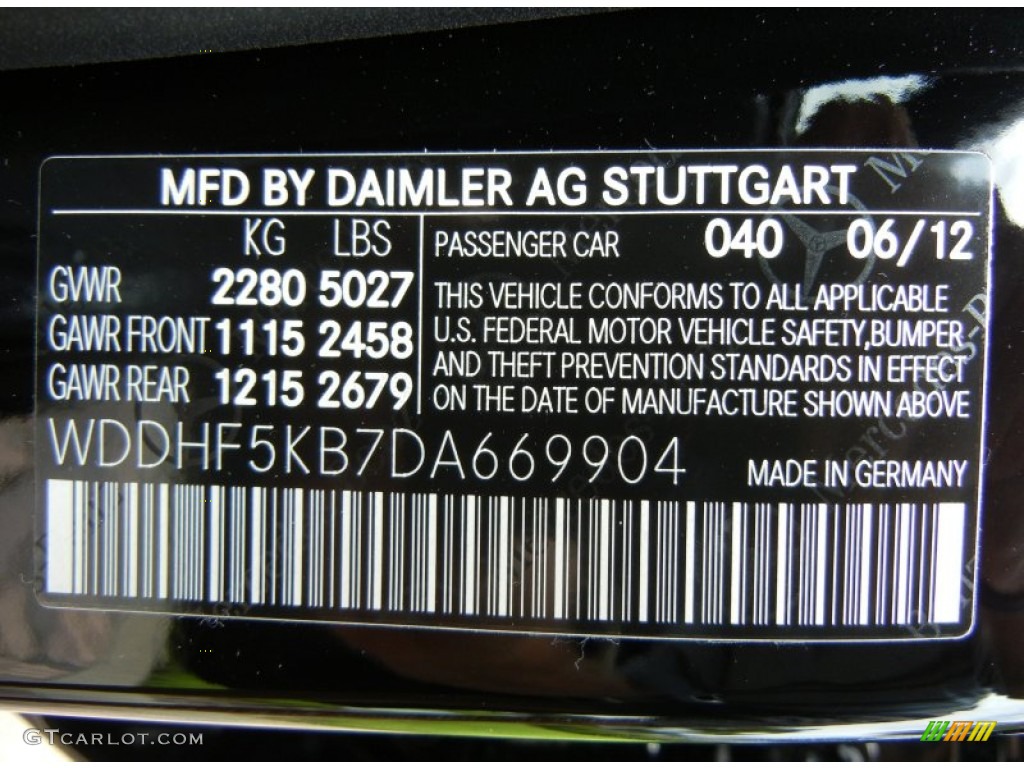 MFD BY DAIMLER AG STUTTGART
KG LBS
GVWR 2280 5027
GAWR FRONT 1115 2458
GAWR REAR 1215 2679
PASSENGER CAR 040 06/12
THIS VEHICLE CONFORMS TO ALL APPLICABLE
U.S. FEDERAL MOTOR VEHICLE SAFETY, BUMPER
AND THEFT PREVENTION STANDARDS IN EFFECT
ON THE DATE OF MANUFACTURE SHOWN ABOVE
WDDHF5KB7DA669904 MADE IN GERMANY
GTcarlot.com